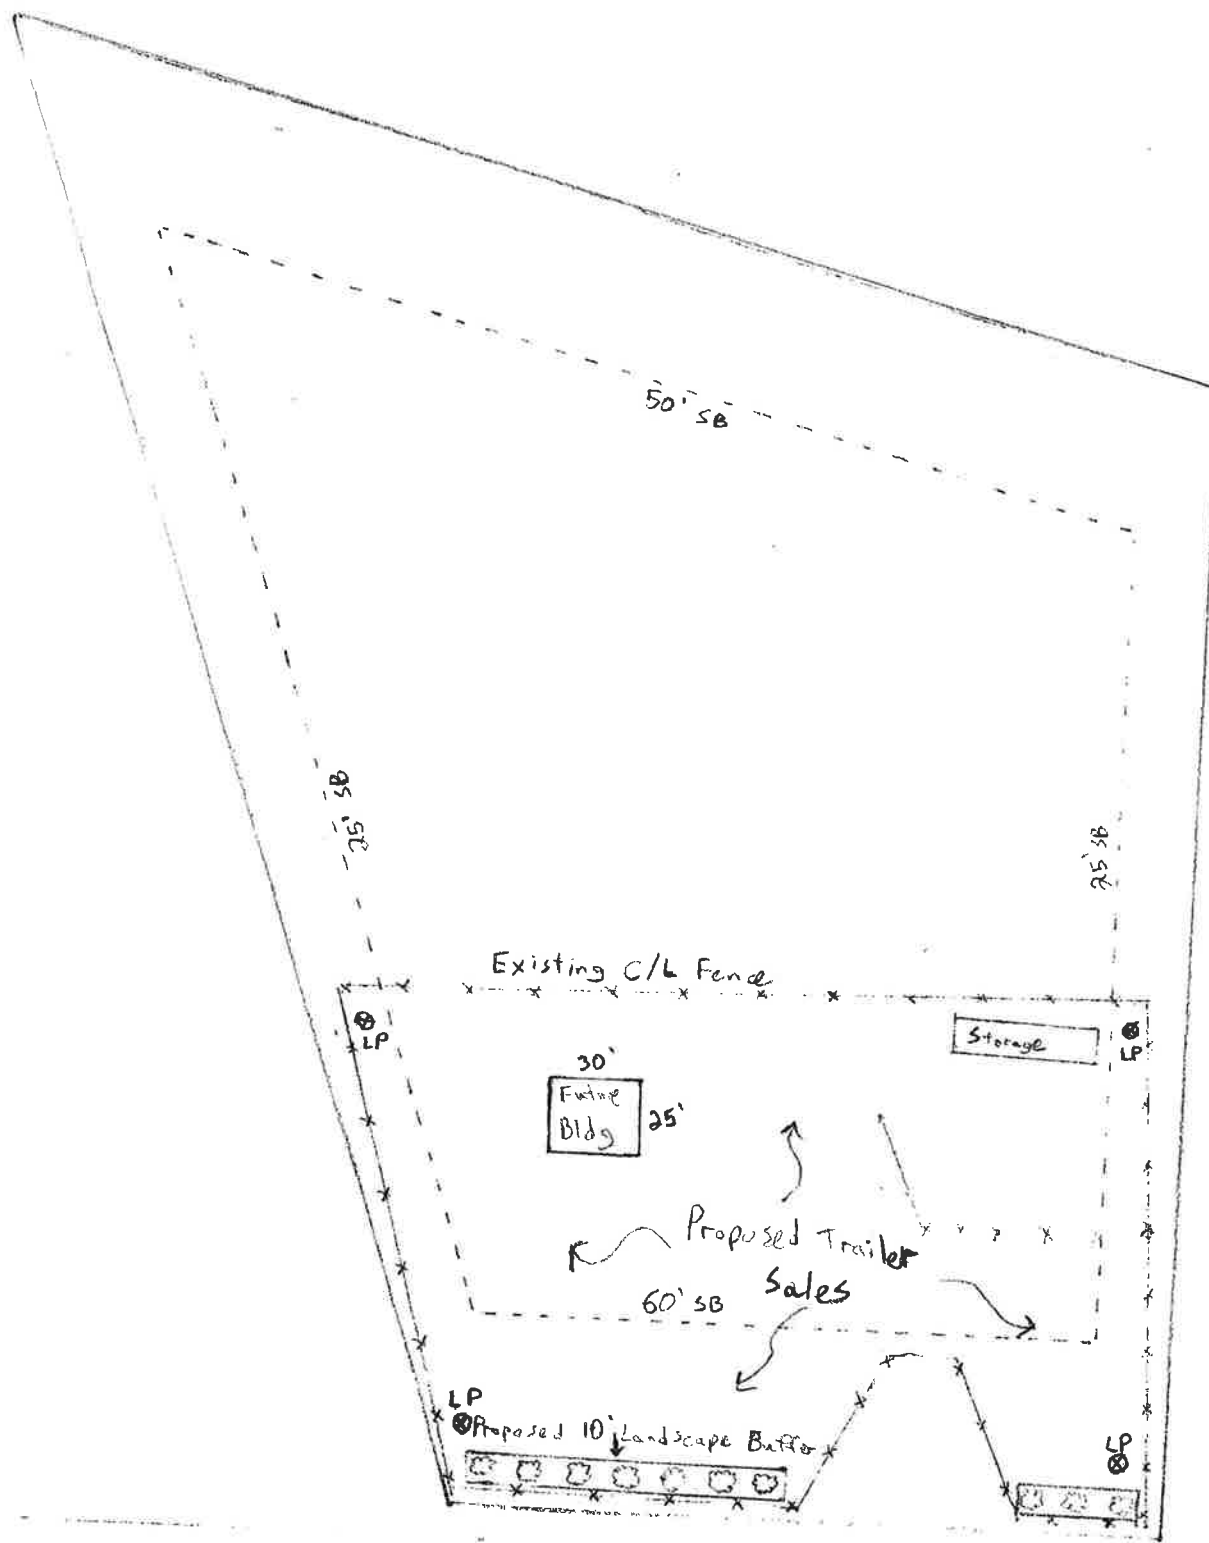 50' SB
25' SB
25' SB
Existing C/L Fence
LP
Storage
LP
30'
Future
Bldg
25'
Proposed Trailer
Sales
60' SB
LP
Proposed 10' Landscape Buffer
LP